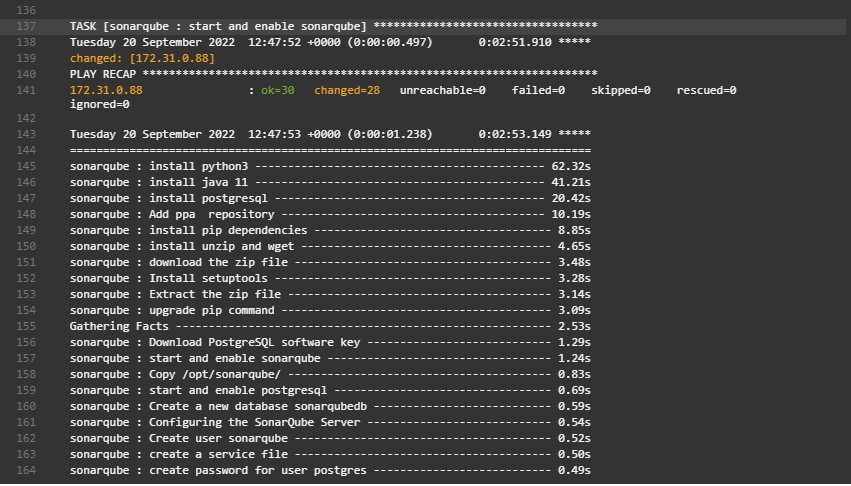 136
137 TASK [sonarqube : start and enable sonarqube] **********************************
138 Tuesday 20 September 2022  12:47:52 +0000 (0:00:00.497)       0:02:51.910 *****
139 changed: [172.31.0.88]
140 PLAY RECAP *********************************************************************
141 172.31.0.88                : ok=30   changed=28   unreachable=0    failed=0    skipped=0    rescued=0
ignored=0
142
143 Tuesday 20 September 2022  12:47:53 +0000 (0:00:01.238)       0:02:53.149 *****
144 ===============================================================================
145 sonarqube : install python3 -------------------------------------------- 62.32s
146 sonarqube : install java 11 -------------------------------------------- 41.21s
147 sonarqube : install postgresql ----------------------------------------- 20.42s
148 sonarqube : Add ppa  repository ---------------------------------------- 10.19s
149 sonarqube : install pip dependencies ------------------------------------ 8.85s
150 sonarqube : install unzip and wget -------------------------------------- 4.65s
151 sonarqube : download the zip file --------------------------------------- 3.48s
152 sonarqube : Install setuptools ------------------------------------------ 3.28s
153 sonarqube : Extract the zip file ---------------------------------------- 3.14s
154 sonarqube : upgrade pip command ----------------------------------------- 3.09s
155 Gathering Facts --------------------------------------------------------- 2.53s
156 sonarqube : Download PostgreSQL software key ---------------------------- 1.29s
157 sonarqube : start and enable sonarqube ---------------------------------- 1.24s
158 sonarqube : Copy /opt/sonarqube/ ---------------------------------------- 0.83s
159 sonarqube : start and enable postgresql --------------------------------- 0.69s
160 sonarqube : Create a new database sonarqubedb --------------------------- 0.59s
161 sonarqube : Configuring the SonarQube Server ---------------------------- 0.54s
162 sonarqube : Create user sonarqube --------------------------------------- 0.52s
163 sonarqube : create a service file --------------------------------------- 0.50s
164 sonarqube : create password for user postgres --------------------------- 0.49s